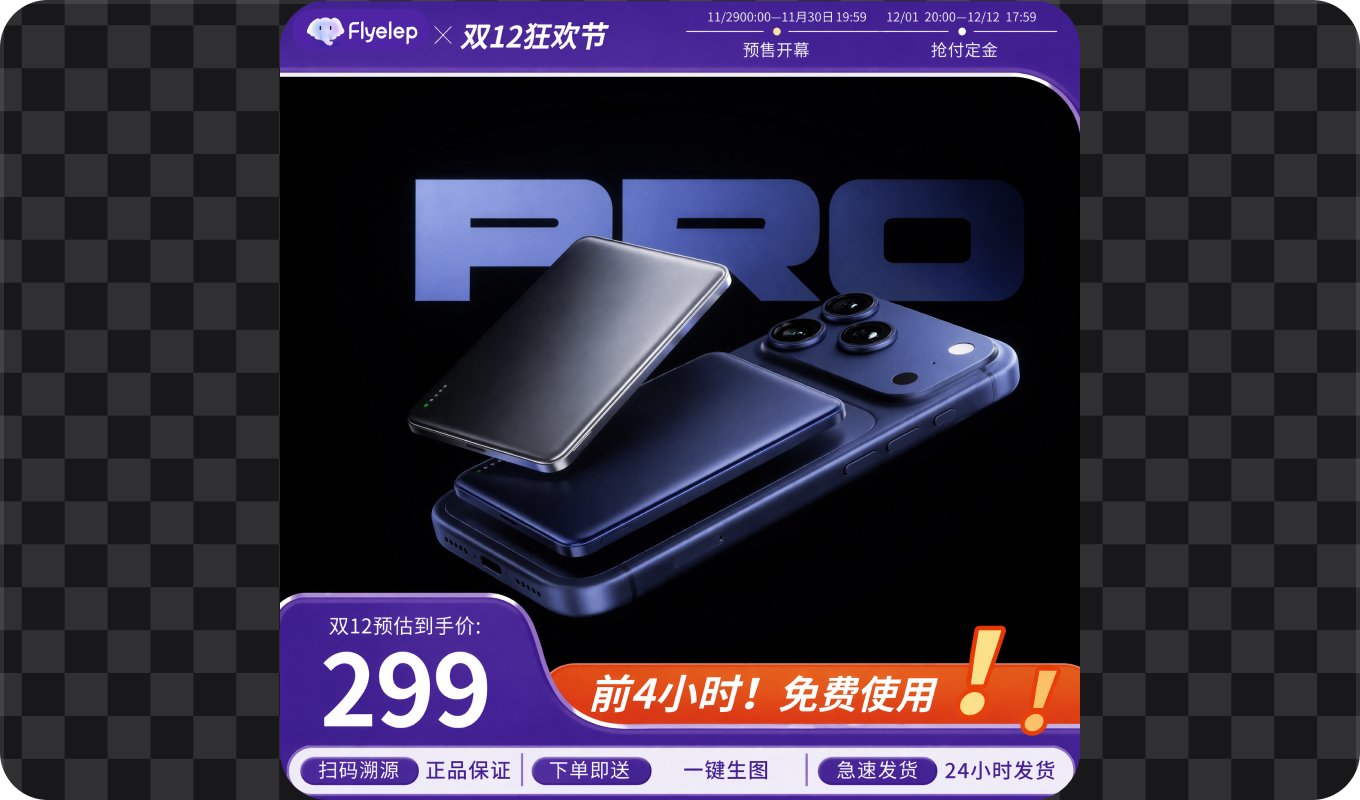 Flyelep × 双12狂欢节
11/2900:00—11月30日19:59
预售开幕
12/01 20:00—12/12 17:59
抢付定金
PRO
双12预估到手价:
299
前4小时！免费使用！！
扫码溯源 正品保证 下单即送 一键生图 急速发货 24小时发货